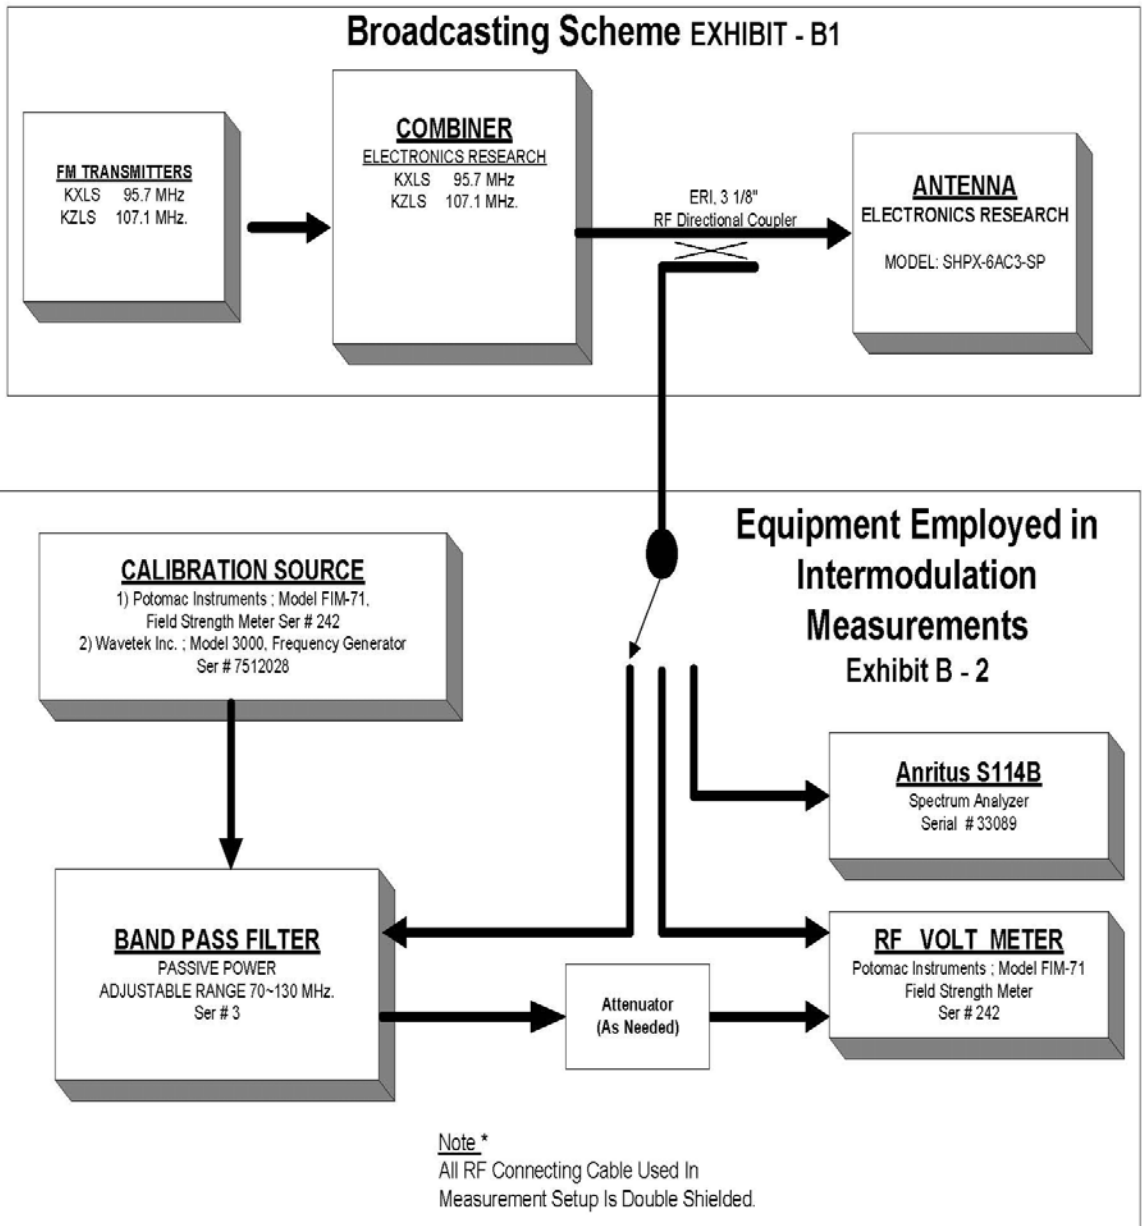 Broadcasting Scheme EXHIBIT - B1
FM TRANSMITTERS
KXLS 95.7 MHz
KZLS 107.1 MHz.
COMBINER
ELECTRONICS RESEARCH
KXLS 95.7 MHz
KZLS 107.1 MHz.
ERI, 3 1/8"
RF Directional Coupler
ANTENNA
ELECTRONICS RESEARCH
MODEL: SHPX-6AC3-SP
Equipment Employed in
Intermodulation
Measurements
Exhibit B - 2
CALIBRATION SOURCE
1) Potomac Instruments ; Model FIM-71,
Field Strength Meter Ser # 242
2) Wavetek Inc. ; Model 3000, Frequency Generator
Ser # 7512028
Anritus S114B
Spectrum Analyzer
Serial # 33089
BAND PASS FILTER
PASSIVE POWER
ADJUSTABLE RANGE 70~130 MHz.
Ser # 3
Attenuator
(As Needed)
RF VOLT METER
Potomac Instruments ; Model FIM-71
Field Strength Meter
Ser # 242
Note *
All RF Connecting Cable Used In
Measurement Setup Is Double Shielded.